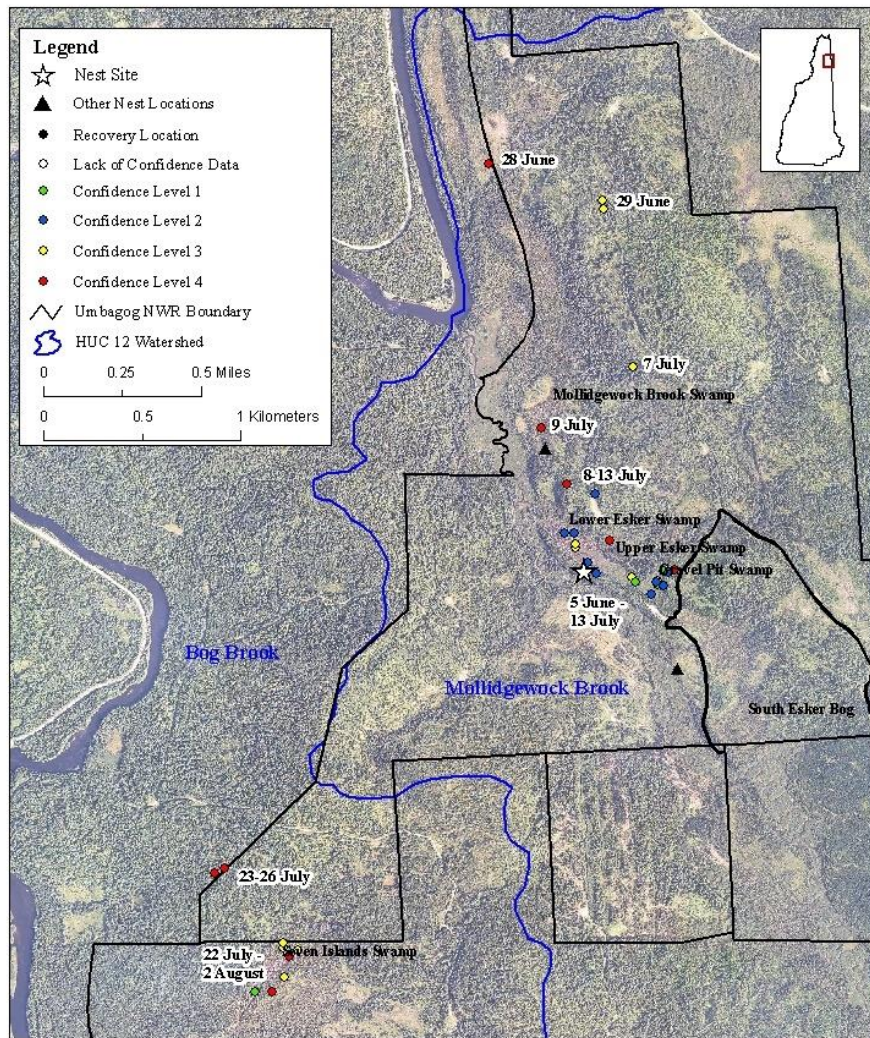 Legend
Nest Site
Other Nest Locations
Recovery Location
Lack of Confidence Data
Confidence Level 1
Confidence Level 2
Confidence Level 3
Confidence Level 4
Umbagog NWR Boundary
HUC 12 Watershed
0 0.25 0.5 Miles
0 0.5 1 Kilometers
28 June
29 June
7 July
Mollidgewock Brook Swamp
9 July
8-13 July
Lower Esker Swamp
Upper Esker Swamp
Gravel Pit Swamp
5 June -
13 July
Bog Brook
Mollidgewock Brook
South Esker Bog
23-26 July
22 July -
2 August
Seven Islands Swamp